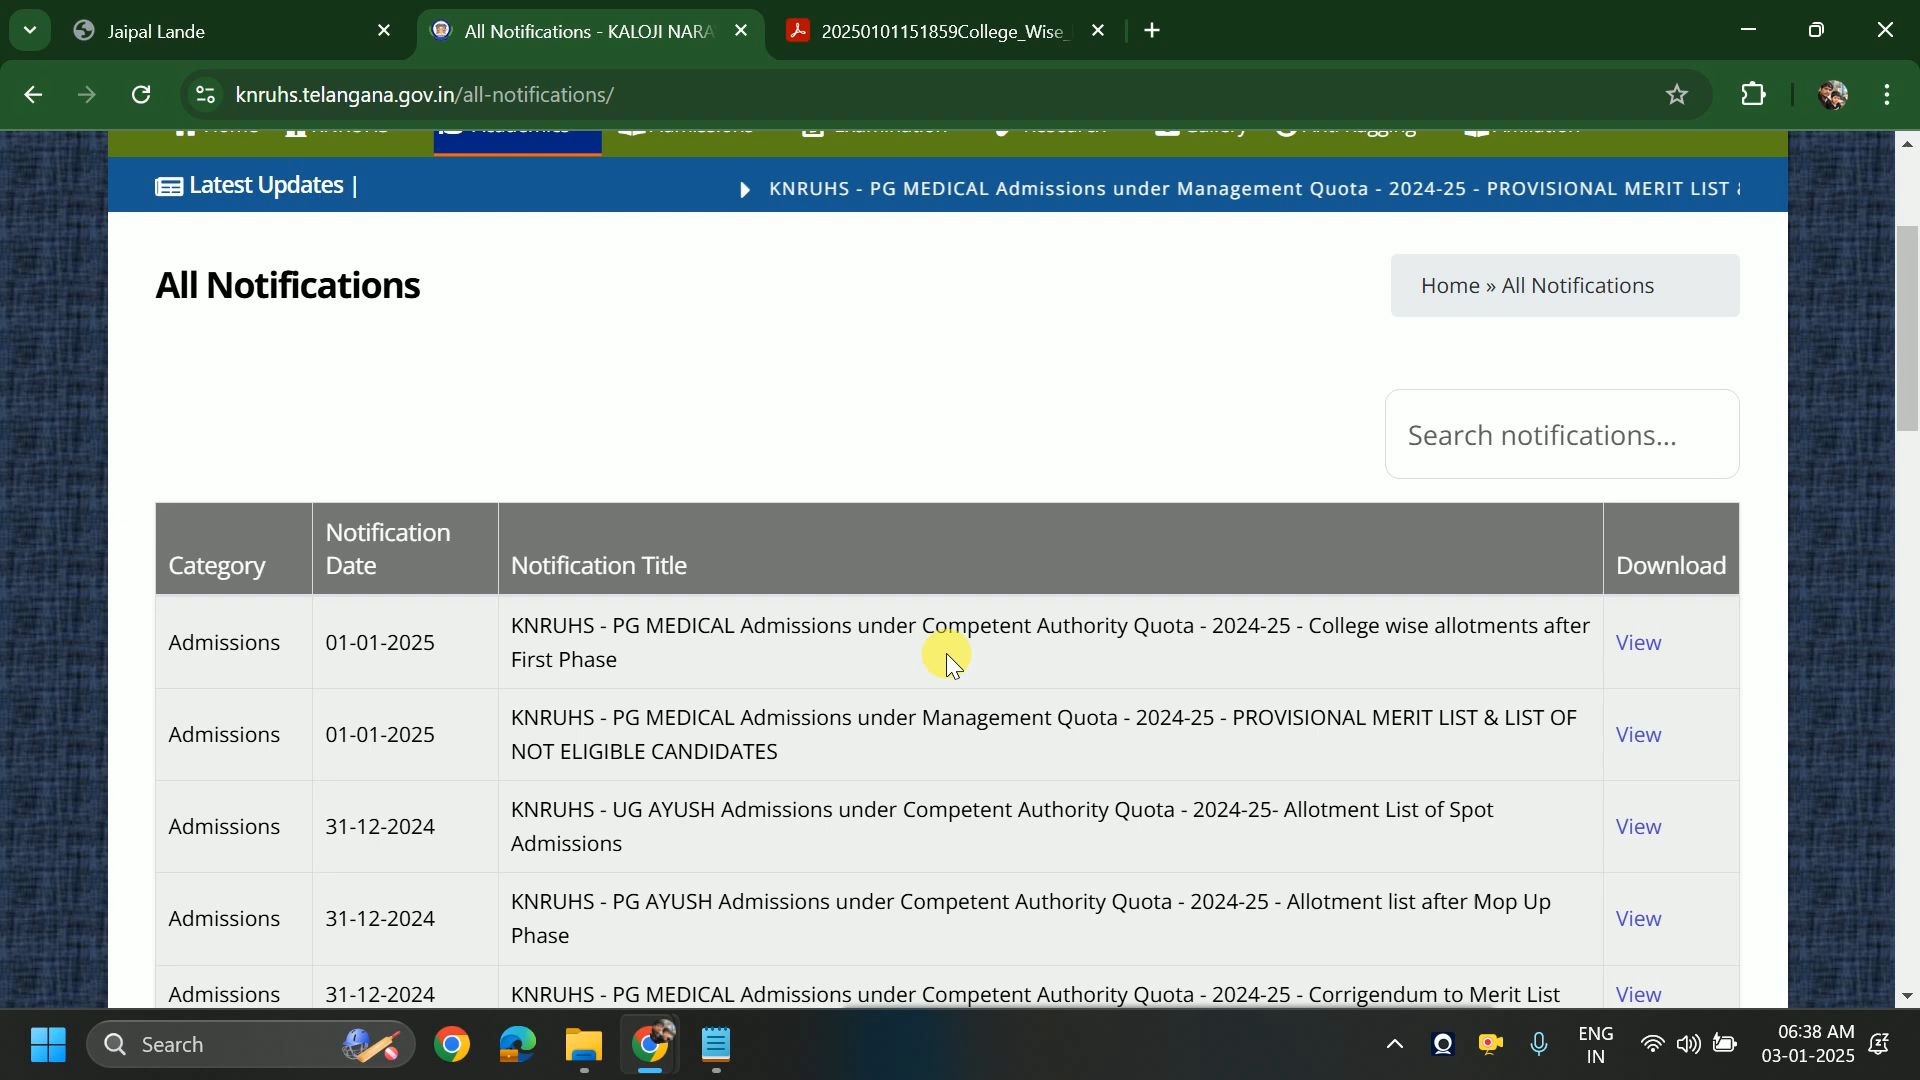 Jaipal Lande
All Notifications - KALOJI NARA
20250101151859College_Wise_
knruhs.telangana.gov.in/all-notifications/
Latest Updates |
KNRUHS - PG MEDICAL Admissions under Management Quota - 2024-25 - PROVISIONAL MERIT LIST &
All Notifications
Home » All Notifications
Search notifications...
Category
Notification
Date
Notification Title
Download
Admissions
01-01-2025
KNRUHS - PG MEDICAL Admissions under Competent Authority Quota - 2024-25 - College wise allotments after
First Phase
View
Admissions
01-01-2025
KNRUHS - PG MEDICAL Admissions under Management Quota - 2024-25 - PROVISIONAL MERIT LIST & LIST OF
NOT ELIGIBLE CANDIDATES
View
Admissions
31-12-2024
KNRUHS - UG AYUSH Admissions under Competent Authority Quota - 2024-25- Allotment List of Spot
Admissions
View
Admissions
31-12-2024
KNRUHS - PG AYUSH Admissions under Competent Authority Quota - 2024-25 - Allotment list after Mop Up
Phase
View
Admissions
31-12-2024
KNRUHS - PG MEDICAL Admissions under Competent Authority Quota - 2024-25 - Corrigendum to Merit List
View
Search
ENG
IN
06:38 AM
03-01-2025